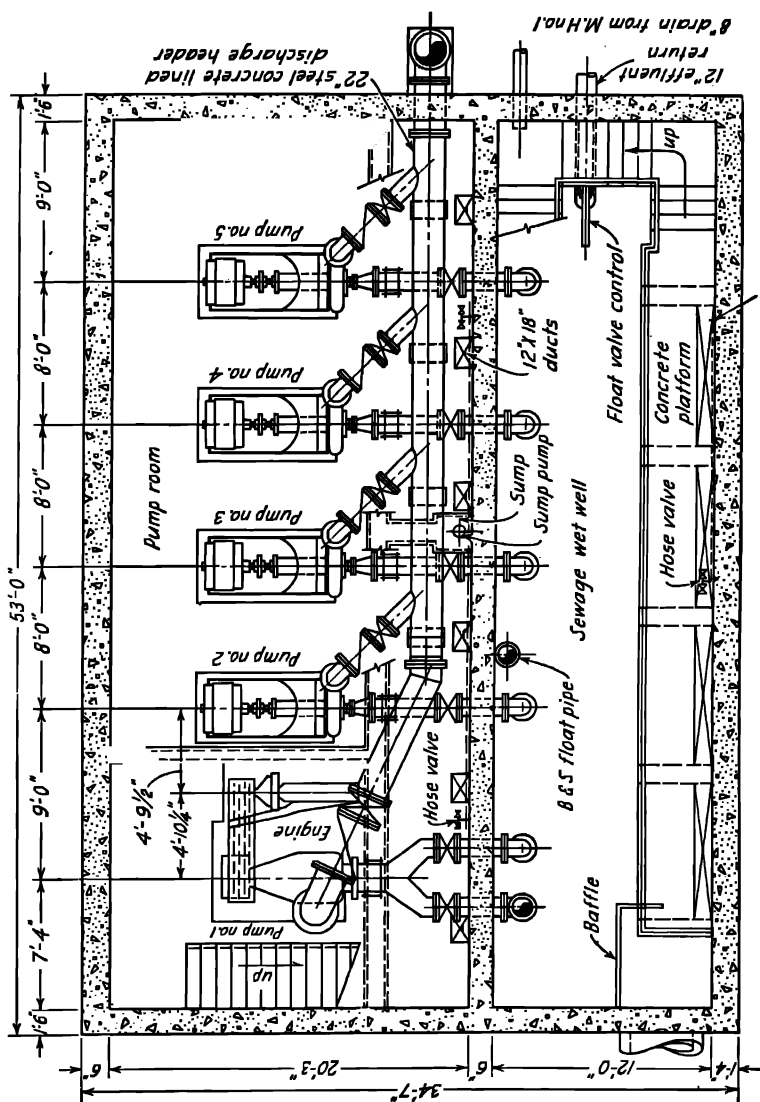 12" effluent
return
8" drain from M.H no.1
22" steel concrete lined
discharge header
53'-0"
1'-6"
9'-0"
8'-0"
8'-0"
8'-0"
9'-0"
7'-4"
1'-6"
4'-9½"
4'-10¼"
Pump no.5
Pump no.4
Pump no.3
Pump no.2
Pump no.1
Pump room
Engine
up
Hose valve
12"X18"
ducts
Sump
Sump pump
Sewage wet well
B & S float pipe
up
Float valve control
Concrete
platform
Hose valve
Baffle
6"
20'-3"
6"
12'-0"
1'-4"
34'-7"